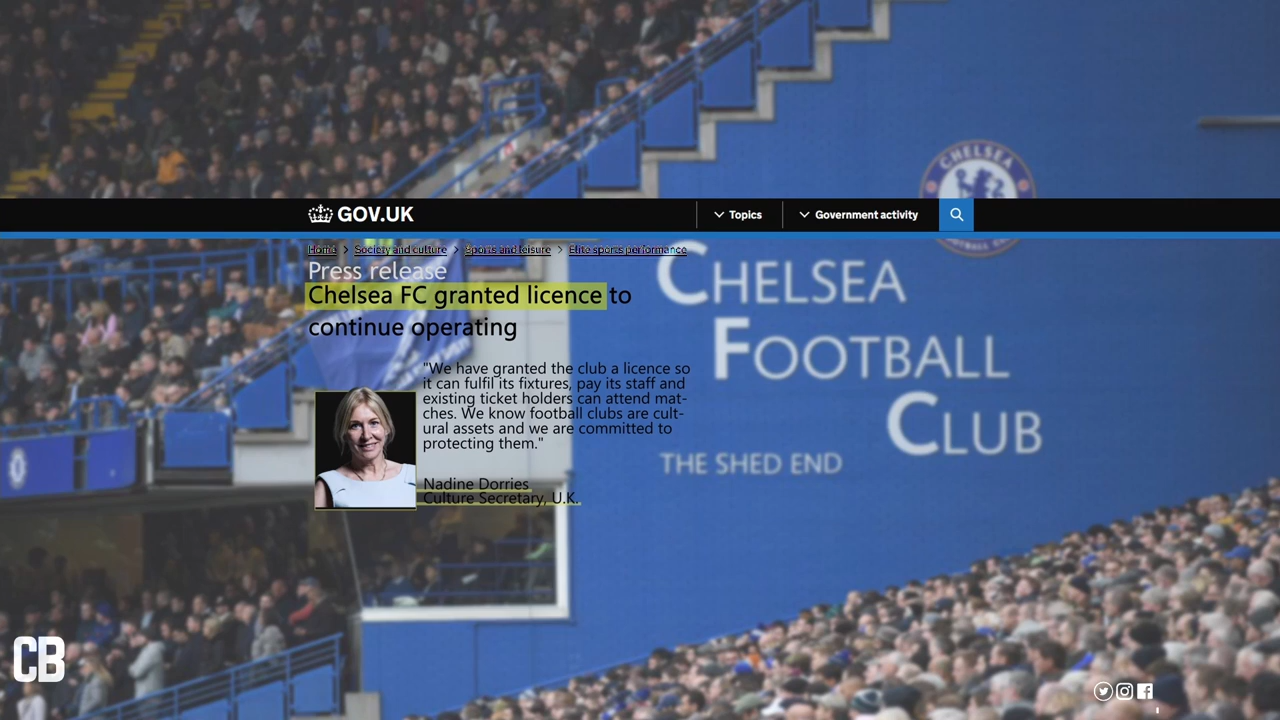 CHELSEA
GOV.UK
Topics
Government activity
Home > Society and culture > Sports and leisure > Elite sports performance
Press release
Chelsea FC granted licence to
continue operating
"We have granted the club a licence so
it can fulfil its fixtures, pay its staff and
existing ticket holders can attend mat-
ches. We know football clubs are cult-
ural assets and we are committed to
protecting them."
Nadine Dorries
Culture Secretary, U.K.
CHELSEA
FOOTBALL
CLUB
THE SHED END
CB